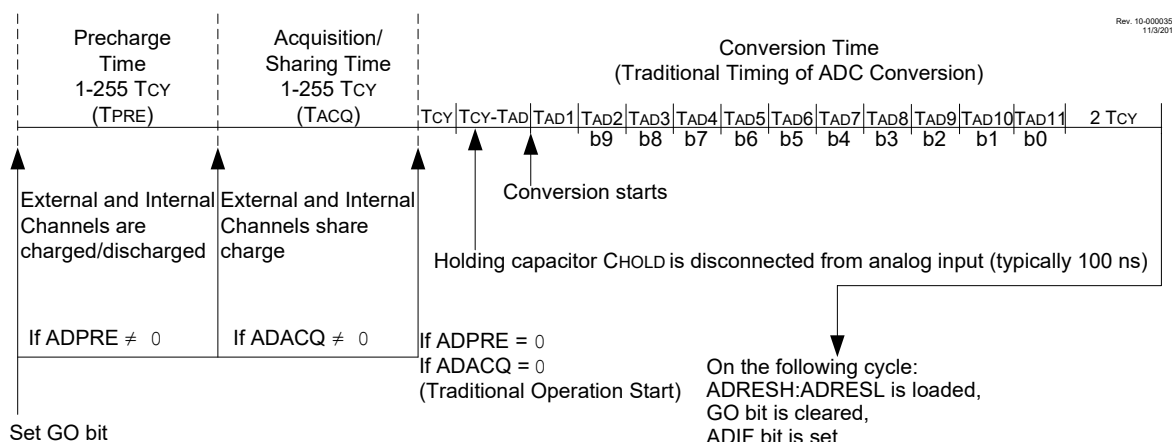 Rev. 10-000035
11/3/201
Precharge
Time
1-255 TCY
(TPRE)
Acquisition/
Sharing Time
1-255 TCY
(TACQ)
Conversion Time
(Traditional Timing of ADC Conversion)
TCY TCY-TAD TAD1 TAD2 TAD3 TAD4 TAD5 TAD6 TAD7 TAD8 TAD9 TAD10 TAD11 2 TCY
b9 b8 b7 b6 b5 b4 b3 b2 b1 b0
External and Internal
Channels are
charged/discharged
External and Internal
Channels share
charge
Conversion starts
Holding capacitor CHOLD is disconnected from analog input (typically 100 ns)
If ADPRE ≠ 0
If ADACQ ≠ 0
If ADPRE = 0
If ADACQ = 0
(Traditional Operation Start)
On the following cycle:
ADRESH:ADRESL is loaded,
GO bit is cleared,
ADIF bit is set
Set GO bit